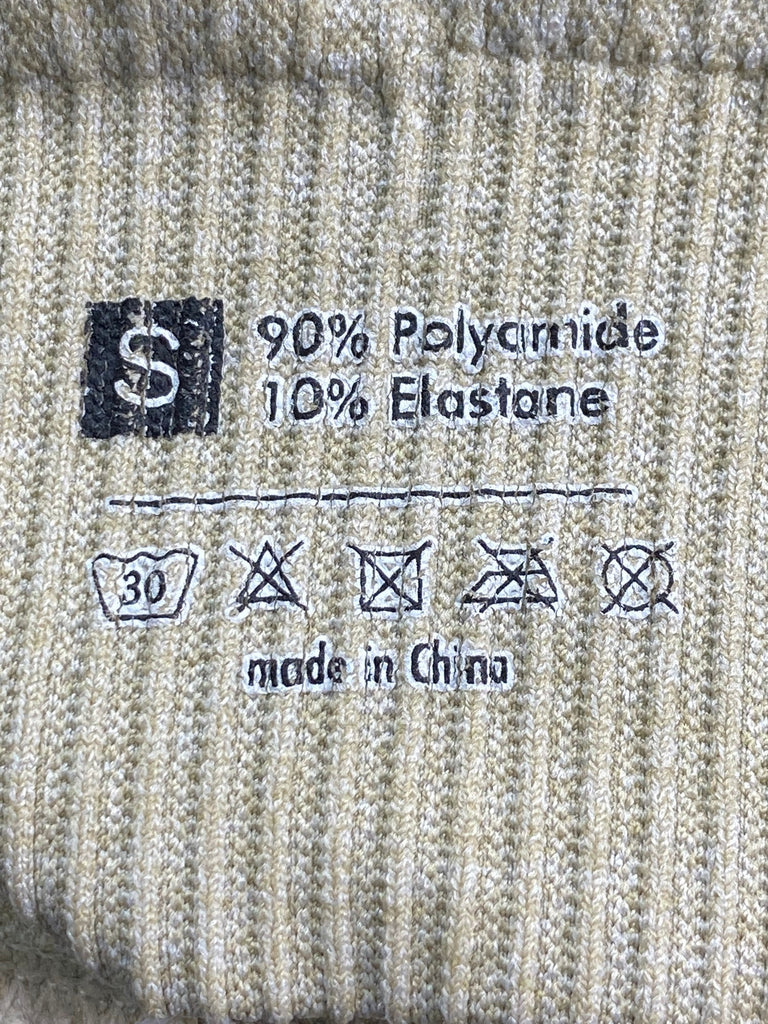 S
90% Polyamide
10% Elastane
30
made in China